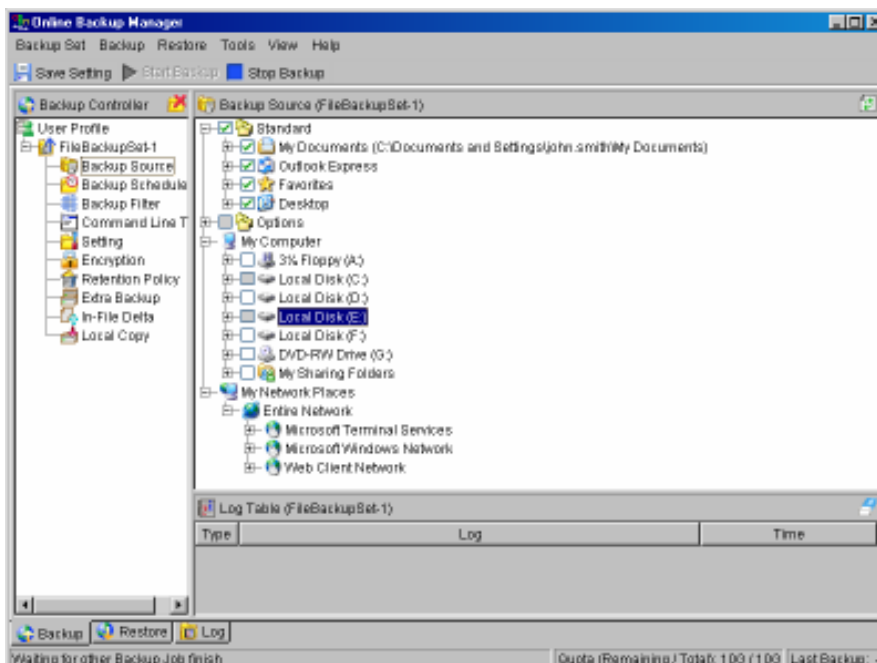 Online Backup Manager
Backup Set Backup Restore Tools View Help
Save Setting Start Backup Stop Backup
Backup Controller
User Profile
FileBackupSet-1
Backup Source
Backup Schedule
Backup Filter
Command Line T
Setting
Encryption
Retention Policy
Extra Backup
In-File Delta
Local Copy
Backup Source (FileBackupSet-1)
Standard
My Documents (C:\Documents and Settings\john.smith\My Documents)
Outlook Express
Favorites
Desktop
Options
My Computer
3½ Floppy (A:)
Local Disk (C:)
Local Disk (D:)
Local Disk (E:)
Local Disk (F:)
DVD-RW Drive (G:)
My Sharing Folders
My Network Places
Entire Network
Microsoft Terminal Services
Microsoft Windows Network
Web Client Network
Log Table (FileBackupSet-1)
Type Log Time
Backup Restore Log
Waiting for other Backup Job finish
Quota (Remaining / Total): 10G / 10G Last Backup: